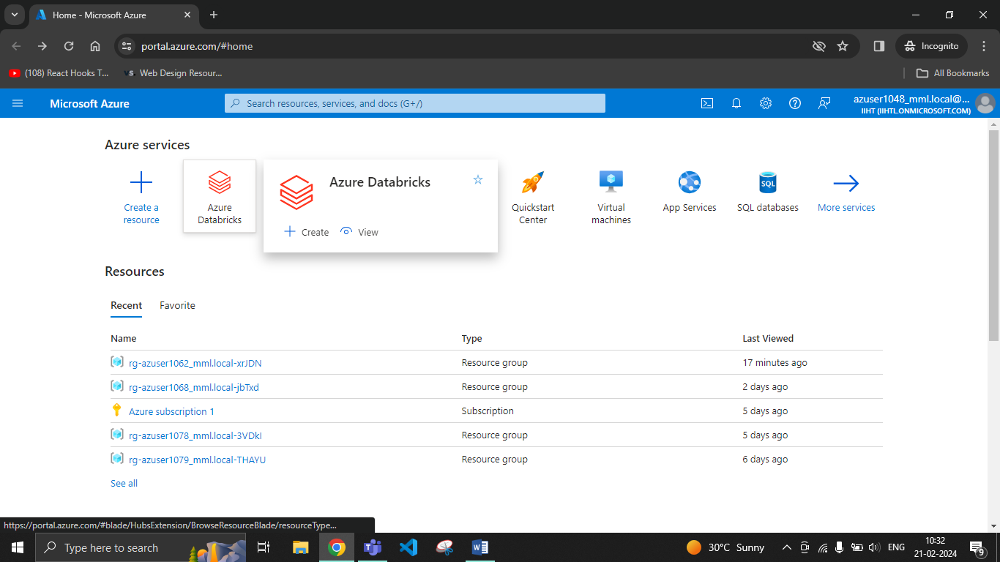 Home - Microsoft Azure
portal.azure.com/#home
Incognito
(108) React Hooks T...
VS.
Web Design Resour...
All Bookmarks
Microsoft Azure
Search resources, services, and docs (G+/)
azuser1048_mml.local@...
IIHT (IIHTL.ONMICROSOFT.COM)
Azure services
Create a
resource
Azure
Databricks
Azure Databricks
Create
View
Quickstart
Center
Virtual
machines
App Services
SQL
SQL databases
More services
Resources
Recent
Favorite
Name Type Last Viewed
rg-azuser1062_mml.local-xrJDN Resource group 17 minutes ago
rg-azuser1068_mml.local-jbTxd Resource group 2 days ago
Azure subscription 1 Subscription 5 days ago
rg-azuser1078_mml.local-3VDkI Resource group 5 days ago
rg-azuser1079_mml.local-THAYU Resource group 6 days ago
See all
https://portal.azure.com/#blade/HubsExtension/BrowseResourceBlade/resourceType...
Type here to search
30°C Sunny
ENG
10:32
21-02-2024
9